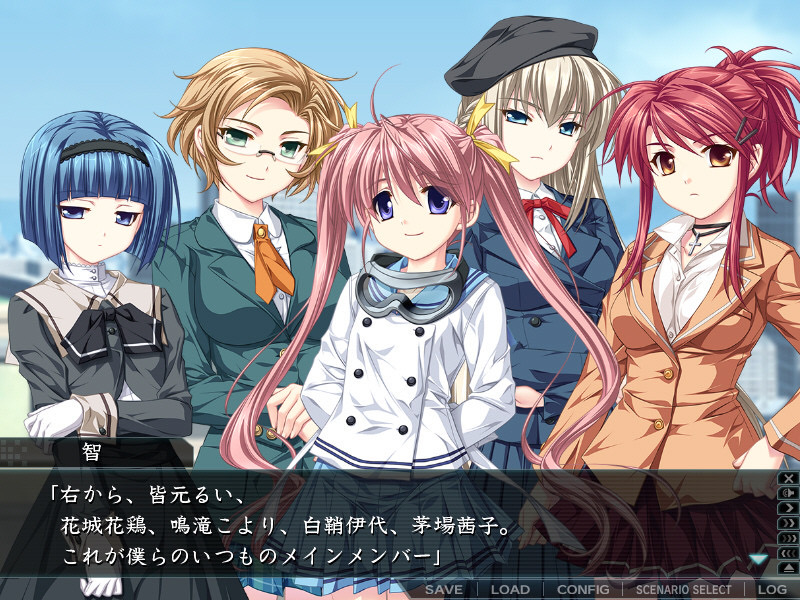 智
「右から、皆元るい、
花城花鶏、鳴滝こより、白鞘伊代、茅場茜子。
これが僕らのいつものメインメンバー」
SAVE LOAD CONFIG SCENARIO SELECT LOG